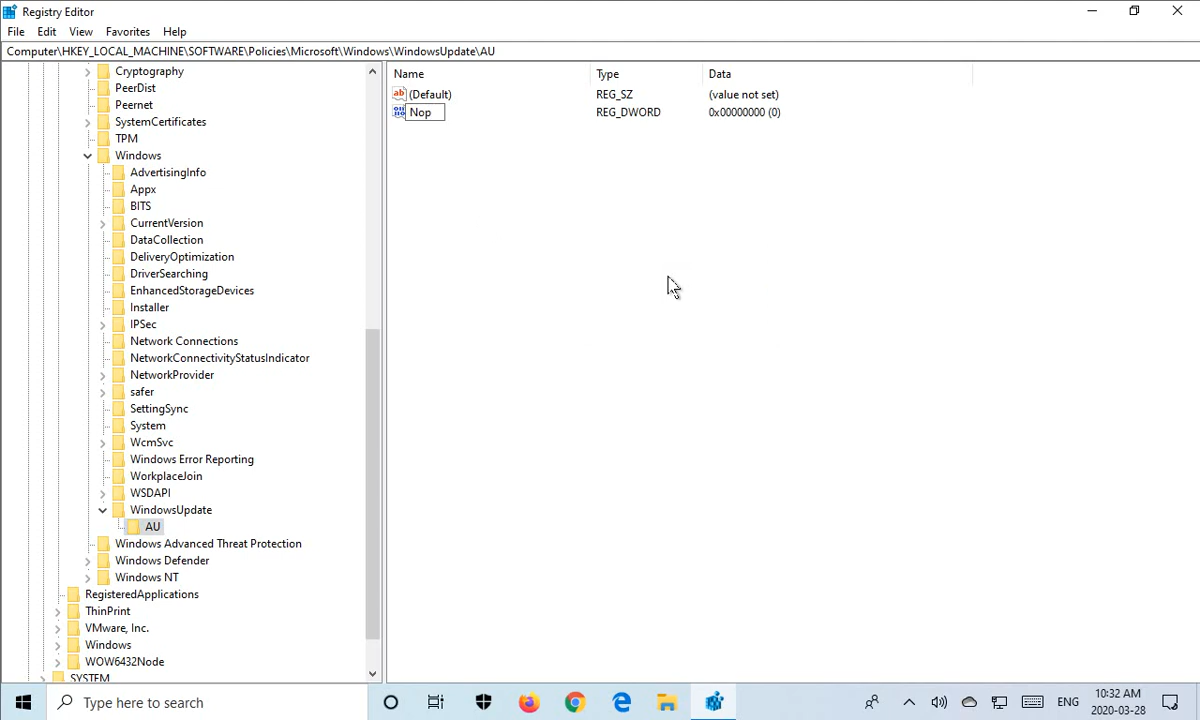 Registry Editor
File Edit View Favorites Help
Computer\HKEY_LOCAL_MACHINE\SOFTWARE\Policies\Microsoft\Windows\WindowsUpdate\AU
Cryptography
PeerDist
Peernet
SystemCertificates
TPM
Windows
AdvertisingInfo
Appx
BITS
CurrentVersion
DataCollection
DeliveryOptimization
DriverSearching
EnhancedStorageDevices
Installer
IPSec
Network Connections
NetworkConnectivityStatusIndicator
NetworkProvider
safer
SettingSync
System
WcmSvc
Windows Error Reporting
WorkplaceJoin
WSDAPI
WindowsUpdate
AU
Windows Advanced Threat Protection
Windows Defender
Windows NT
RegisteredApplications
ThinPrint
VMware, Inc.
Windows
WOW6432Node
SYSTEM
Name Type Data
ab (Default) REG_SZ (value not set)
Nop REG_DWORD 0x00000000 (0)
Type here to search
ENG
10:32 AM
2020-03-28